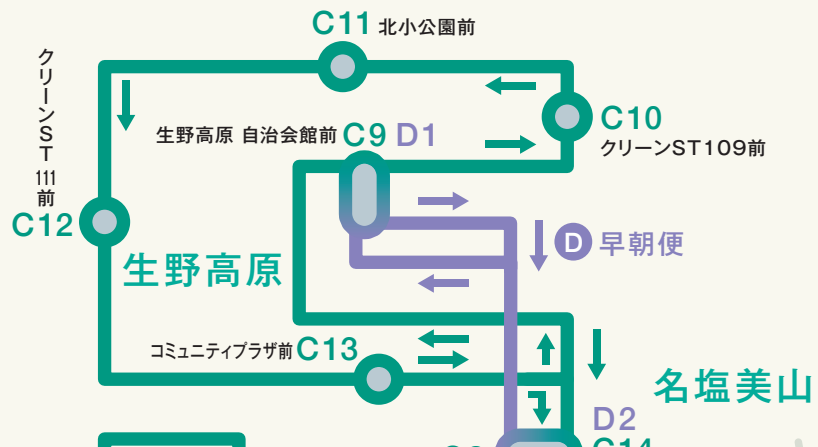 C11 北小公園前
クリーンST 111前
C10
クリーンST109前
生野高原 自治会館前 C9 D1
C12
D 早朝便
生野高原
コミュニティプラザ前 C13
名塩美山
D2
C14